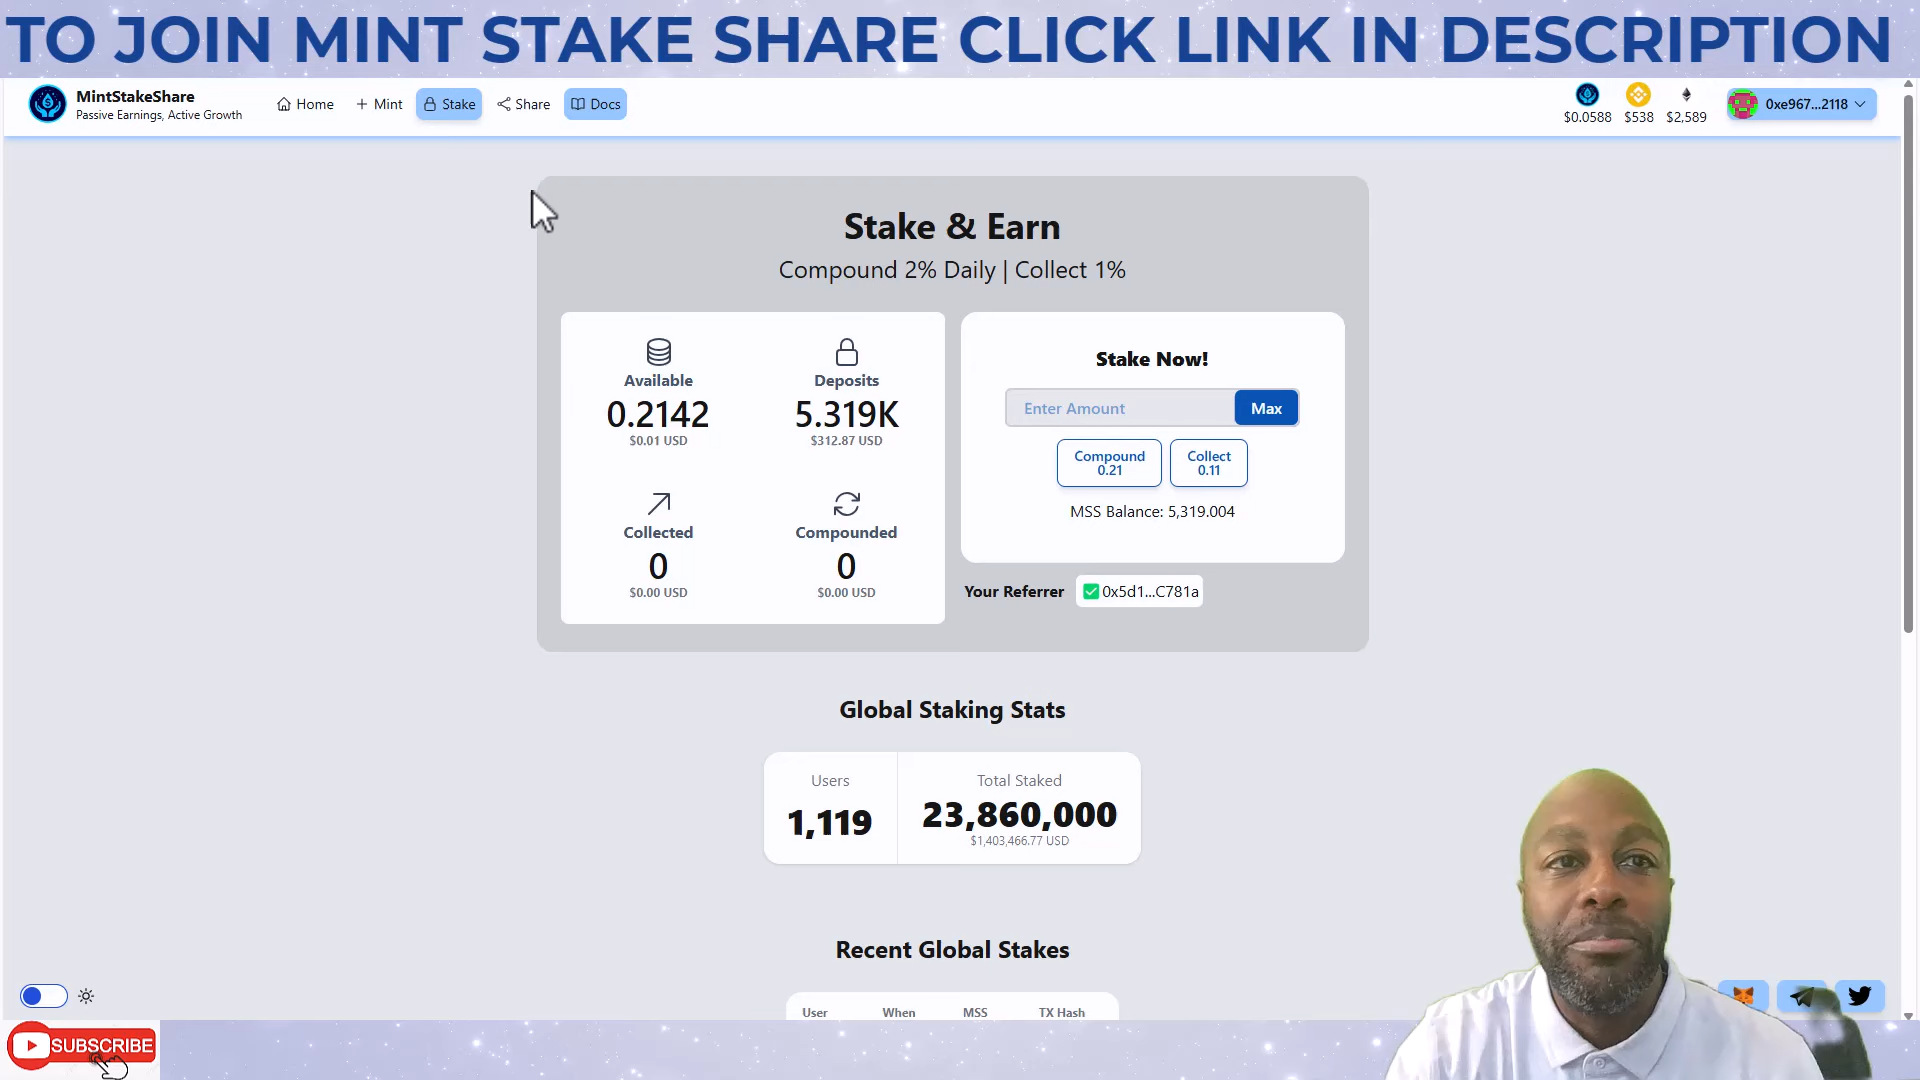 TO JOIN MINT STAKE SHARE CLICK LINK IN DESCRIPTION
MintStakeShare
Passive Earnings, Active Growth
Home
Mint
Stake
Share
Docs
$0.0588
$538
$2,589
0xe967...2118
Stake & Earn
Compound 2% Daily | Collect 1%
Available
0.2142
$0.01 USD
Deposits
5.319K
$312.87 USD
Collected
0
$0.00 USD
Compounded
0
$0.00 USD
Stake Now!
Enter Amount
Max
Compound
0.21
Collect
0.11
MSS Balance: 5,319.004
Your Referrer
0x5d1...C781a
Global Staking Stats
Users
1,119
Total Staked
23,860,000
$1,403,466.77 USD
Recent Global Stakes
User
When
MSS
TX Hash
SUBSCRIBE